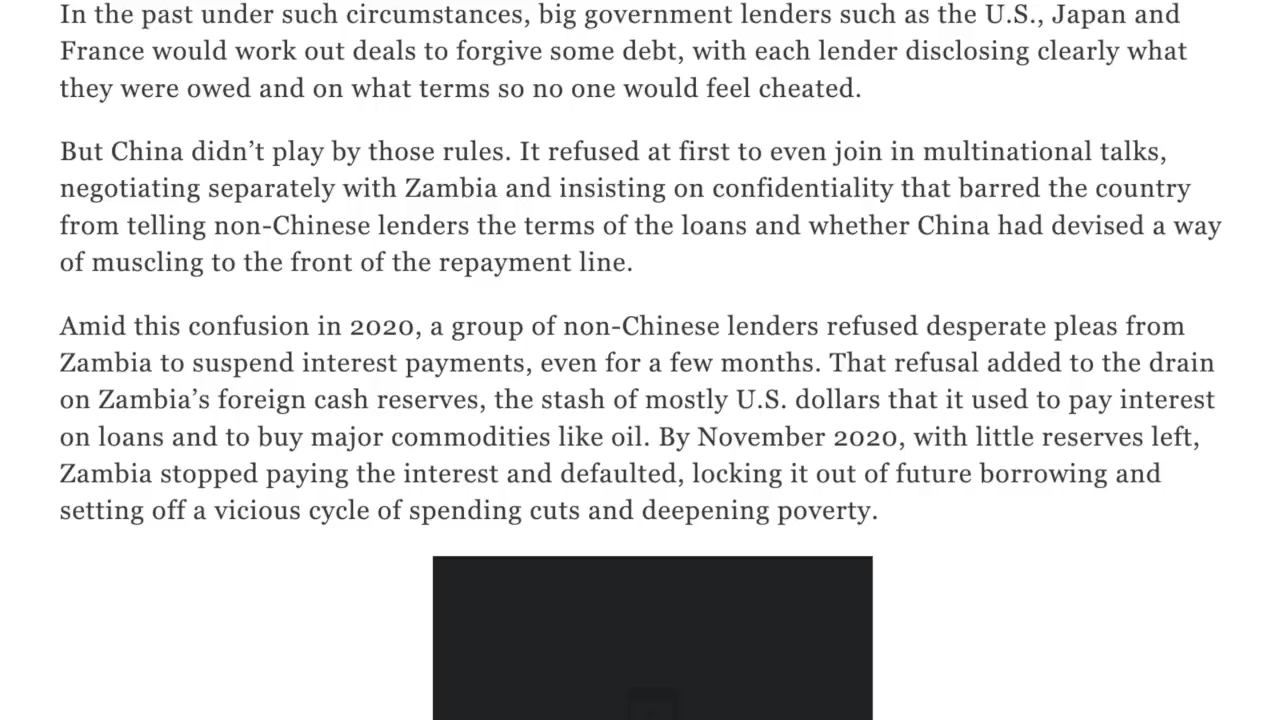 In the past under such circumstances, big government lenders such as the U.S., Japan and
France would work out deals to forgive some debt, with each lender disclosing clearly what
they were owed and on what terms so no one would feel cheated.
But China didn’t play by those rules. It refused at first to even join in multinational talks,
negotiating separately with Zambia and insisting on confidentiality that barred the country
from telling non-Chinese lenders the terms of the loans and whether China had devised a way
of muscling to the front of the repayment line.
Amid this confusion in 2020, a group of non-Chinese lenders refused desperate pleas from
Zambia to suspend interest payments, even for a few months. That refusal added to the drain
on Zambia’s foreign cash reserves, the stash of mostly U.S. dollars that it used to pay interest
on loans and to buy major commodities like oil. By November 2020, with little reserves left,
Zambia stopped paying the interest and defaulted, locking it out of future borrowing and
setting off a vicious cycle of spending cuts and deepening poverty.